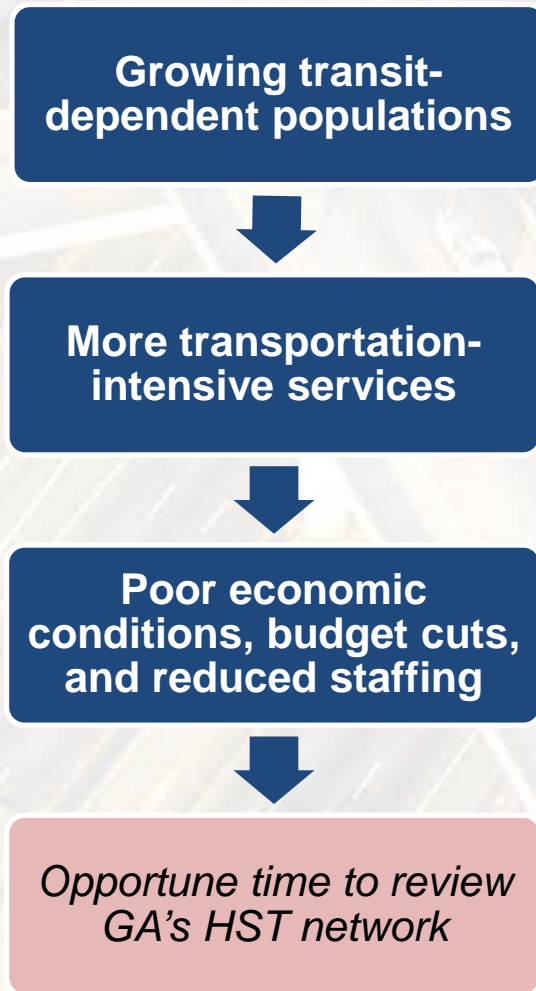 Growing transit-
dependent populations
More transportation-
intensive services
Poor economic
conditions, budget cuts,
and reduced staffing
Opportune time to review
GA’s HST network